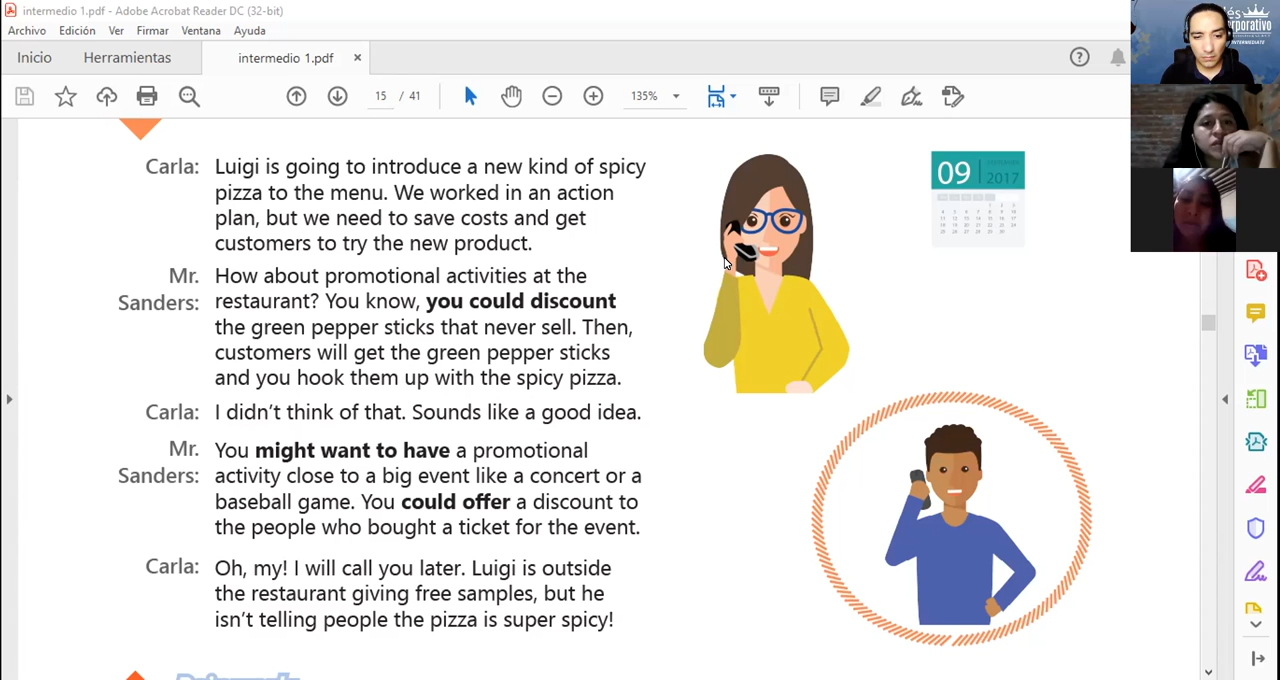 intermedio 1.pdf - Adobe Acrobat Reader DC (32-bit)
Archivo Edición Ver Firmar Ventana Ayuda
Inicio Herramientas intermedio 1.pdf ×
15 / 41 135%
Carla: Luigi is going to introduce a new kind of spicy
pizza to the menu. We worked in an action
plan, but we need to save costs and get
customers to try the new product.
Mr. How about promotional activities at the
Sanders: restaurant? You know, you could discount
the green pepper sticks that never sell. Then,
customers will get the green pepper sticks
and you hook them up with the spicy pizza.
Carla: I didn't think of that. Sounds like a good idea.
Mr. You might want to have a promotional
Sanders: activity close to a big event like a concert or a
baseball game. You could offer a discount to
the people who bought a ticket for the event.
Carla: Oh, my! I will call you later. Luigi is outside
the restaurant giving free samples, but he
isn't telling people the pizza is super spicy!
09
2017